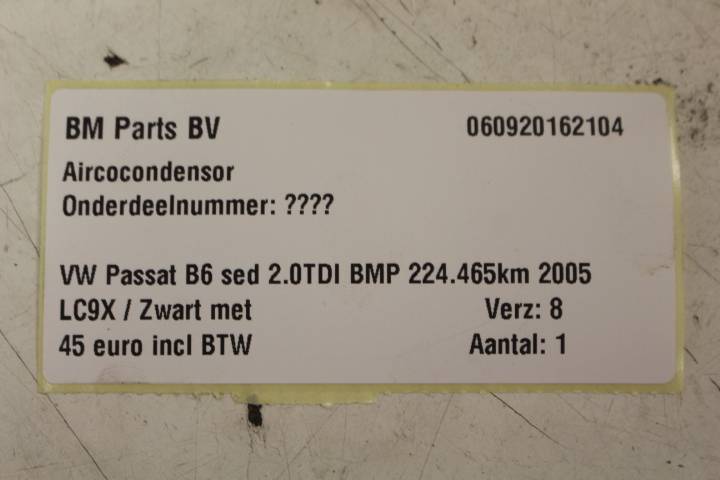 BM Parts BV 060920162104
Aircocondensor
Onderdeelnummer: ????
VW Passat B6 sed 2.0TDI BMP 224.465km 2005
LC9X / Zwart met Verz: 8
45 euro incl BTW Aantal: 1